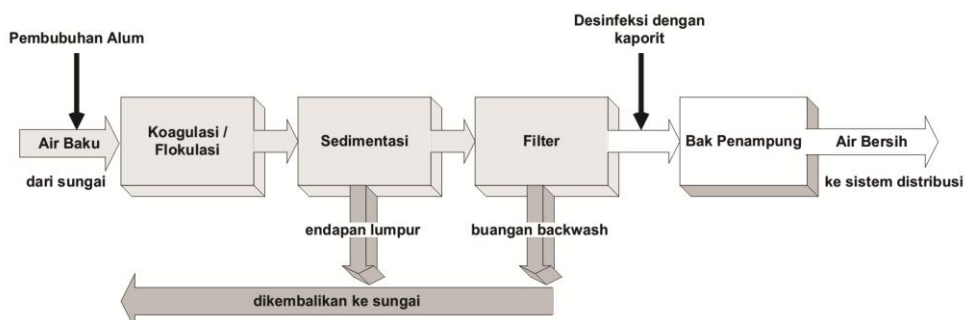 Pembubuhan Alum
Desinfeksi dengan
kaporit
Air Baku
dari sungai
Koagulasi /
Flokulasi
Sedimentasi
Filter
Bak Penampung
Air Bersih
ke sistem distribusi
endapan lumpur
buangan backwash
dikembalikan ke sungai